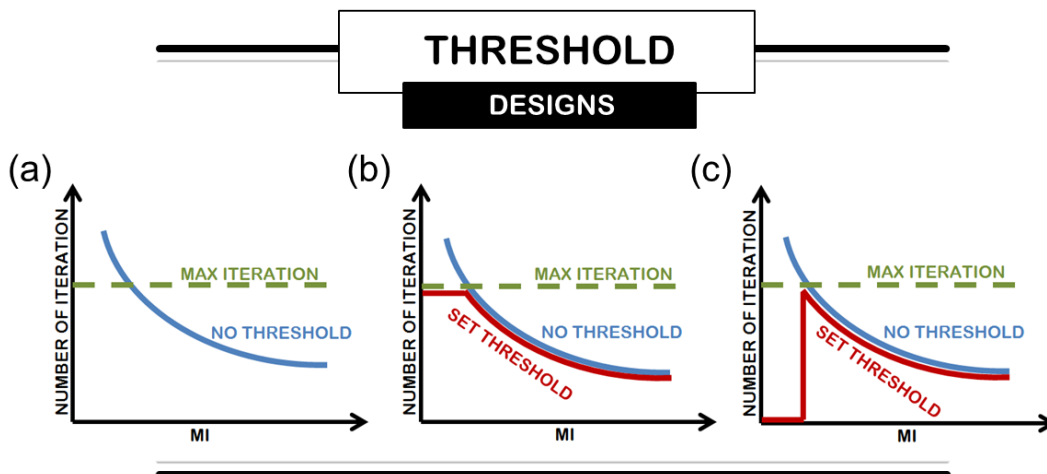 THRESHOLD
DESIGNS
(a)
NUMBER OF ITERATION
MAX ITERATION
NO THRESHOLD
MI
(b)
NUMBER OF ITERATION
MAX ITERATION
NO THRESHOLD
SET THRESHOLD
MI
(c)
NUMBER OF ITERATION
MAX ITERATION
NO THRESHOLD
SET THRESHOLD
MI